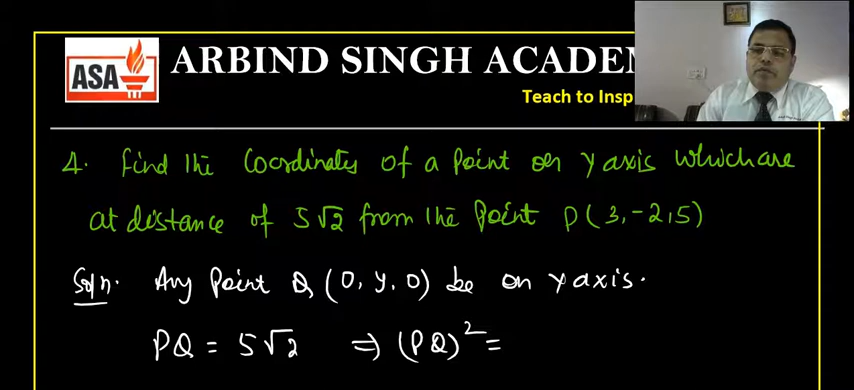 ASA
ARBIND SINGH ACADEM
Teach to Insp
4. Find the Coordinates of a point on y axis which are
at distance of 5√2 from the point P(3,-2,5)
Sol'n. Any point Q (0, y, 0) be on y axis.
PQ = 5√2 ⇒ (PQ)² =